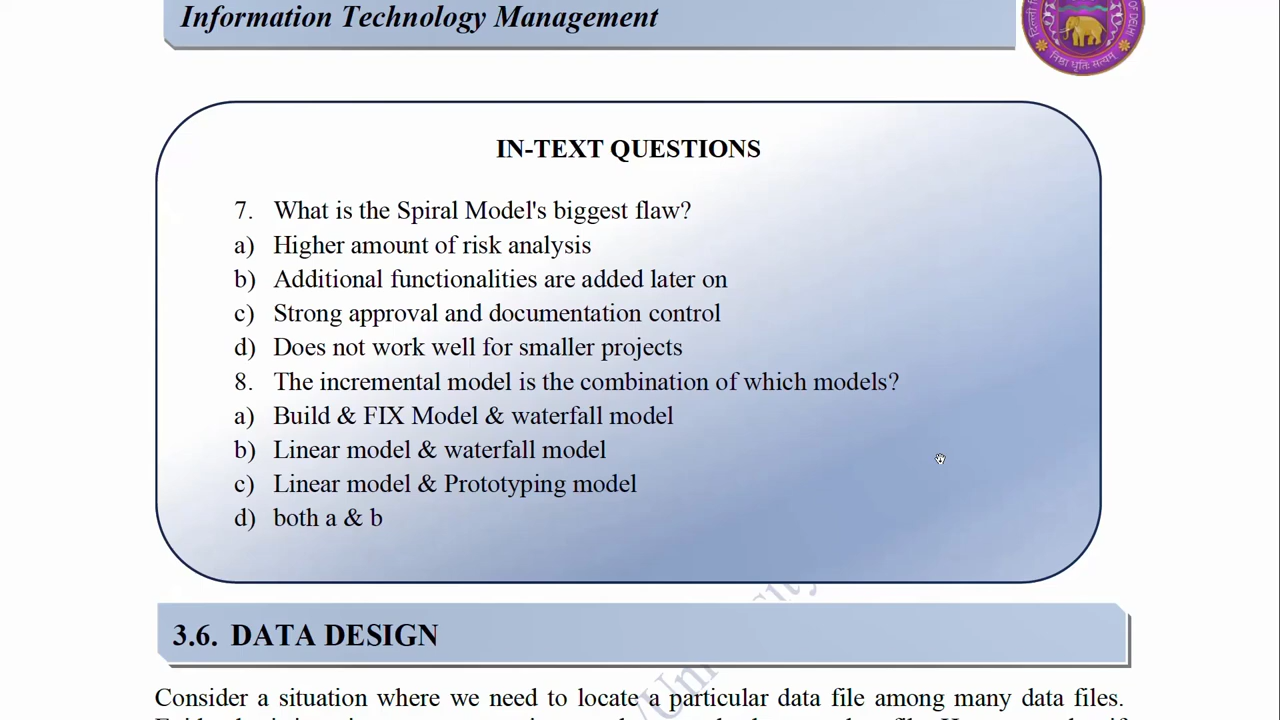 Information Technology Management
IN-TEXT QUESTIONS
7. What is the Spiral Model's biggest flaw?
a) Higher amount of risk analysis
b) Additional functionalities are added later on
c) Strong approval and documentation control
d) Does not work well for smaller projects
8. The incremental model is the combination of which models?
a) Build & FIX Model & waterfall model
b) Linear model & waterfall model
c) Linear model & Prototyping model
d) both a & b
3.6. DATA DESIGN
Consider a situation where we need to locate a particular data file among many data files.